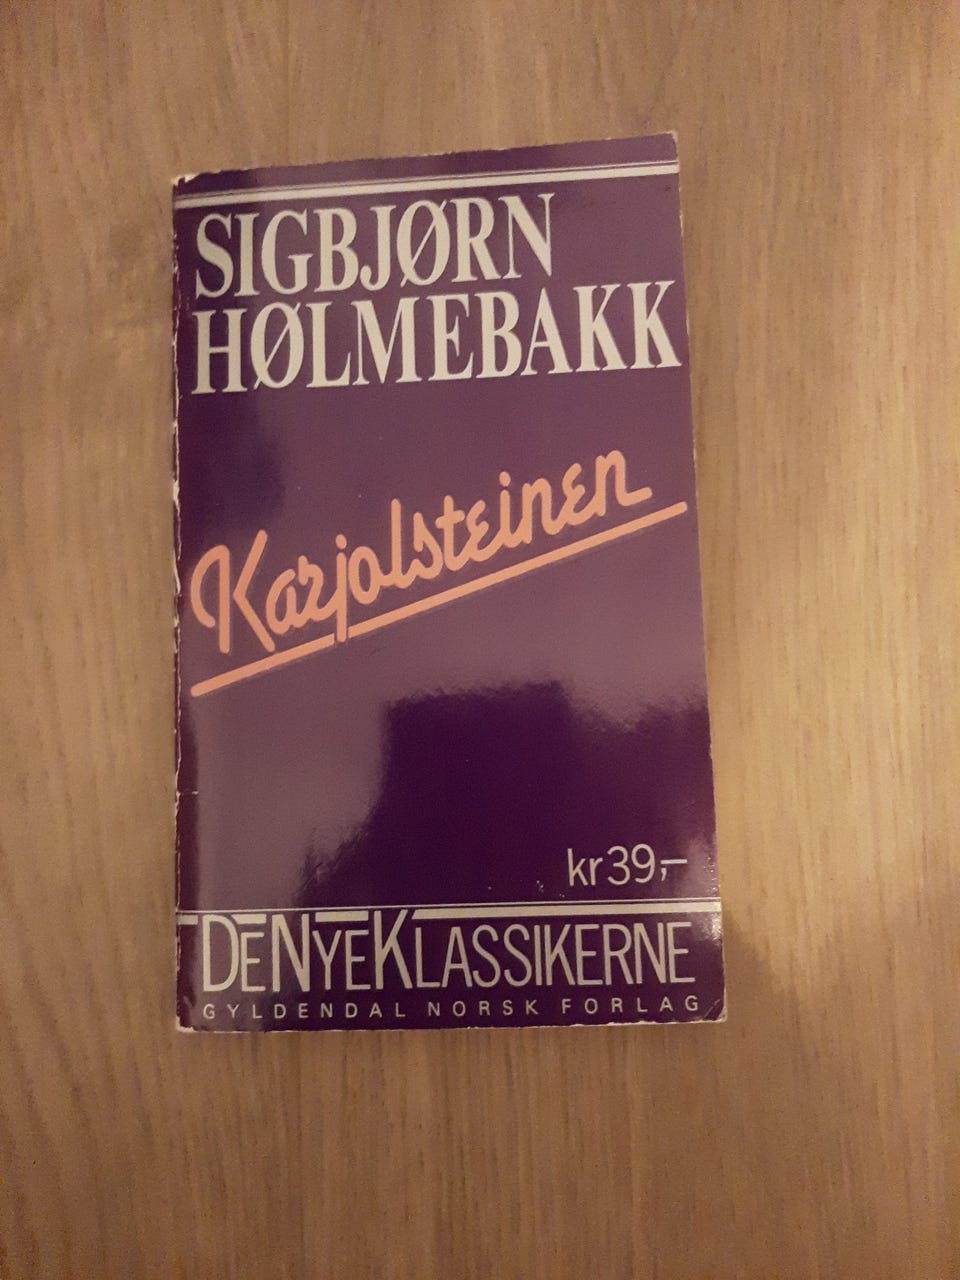 SIGBJØRN
HØLMEBAKK
Karjolsteinen
kr 39,-
DENYEKLASSIKERNE
GYLDENDAL NORSK FORLAG